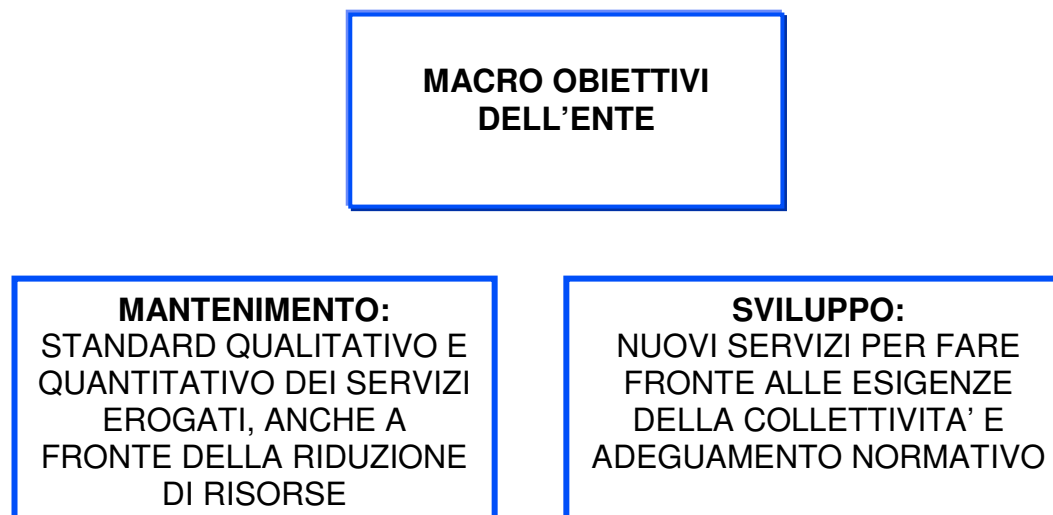 MACRO OBIETTIVI
DELL’ENTE
MANTENIMENTO:
STANDARD QUALITATIVO E
QUANTITATIVO DEI SERVIZI
EROGATI, ANCHE A
FRONTE DELLA RIDUZIONE
DI RISORSE
SVILUPPO:
NUOVI SERVIZI PER FARE
FRONTE ALLE ESIGENZE
DELLA COLLETTIVITA’ E
ADEGUAMENTO NORMATIVO